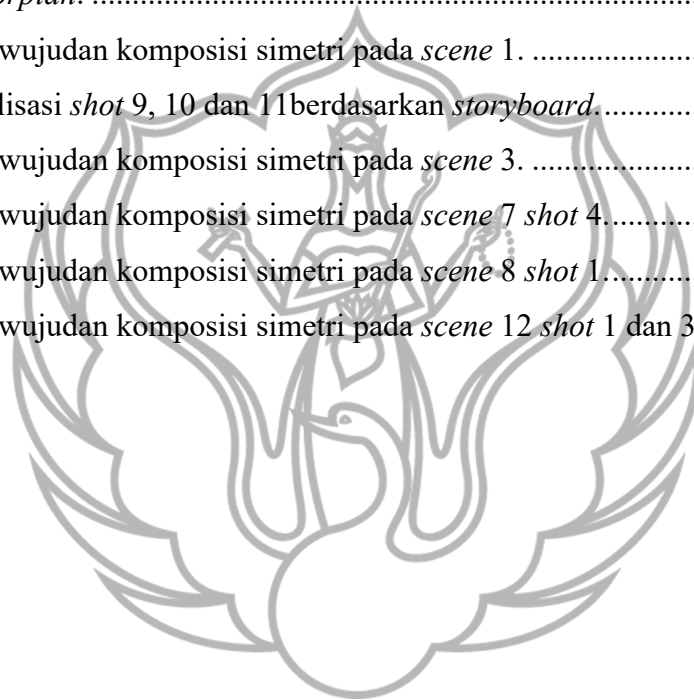 orplan. ....................................................................
wujudan komposisi simetri pada scene 1. ............................
lisasi shot 9, 10 dan 11berdasarkan storyboard. .................
wujudan komposisi simetri pada scene 3. ............................
wujudan komposisi simetri pada scene 7 shot 4. ...............
wujudan komposisi simetri pada scene 8 shot 1. ...............
wujudan komposisi simetri pada scene 12 shot 1 dan 3